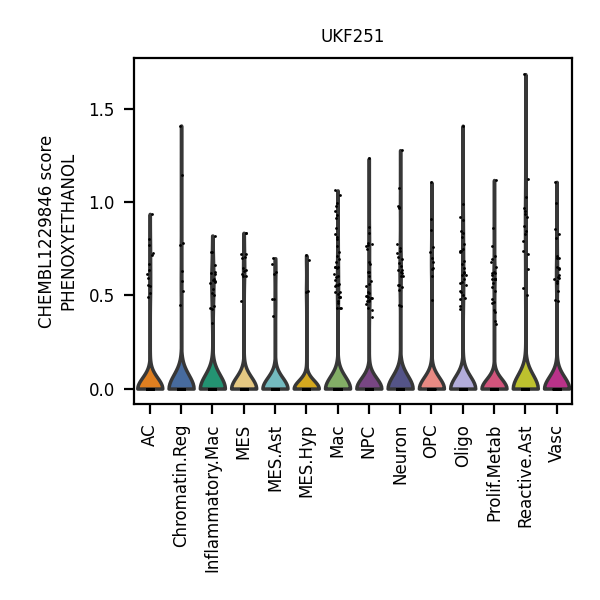 UKF251
CHEMBL1229846 score
PHENOXYETHANOL
1.5
1.0
0.5
0.0
AC
Chromatin.Reg
Inflammatory.Mac
MES
MES.Ast
MES.Hyp
Mac
NPC
Neuron
OPC
Oligo
Prolif.Metab
Reactive.Ast
Vasc